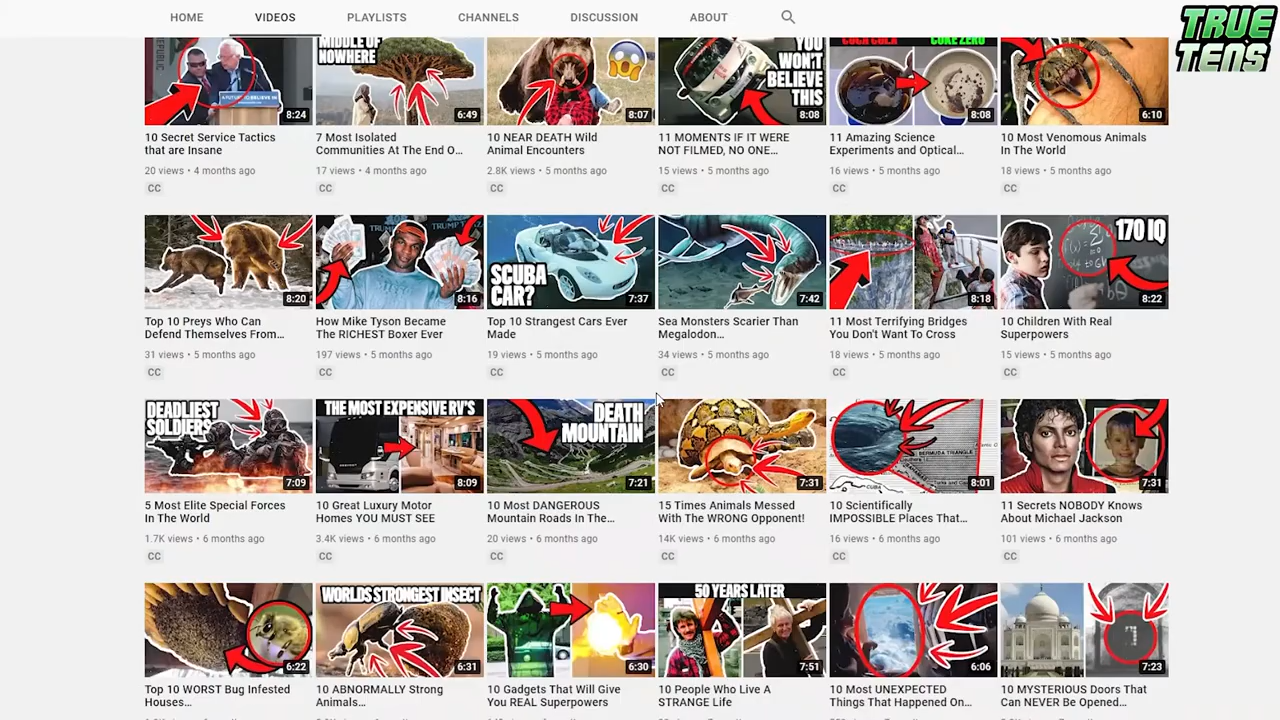 HOME VIDEOS PLAYLISTS CHANNELS DISCUSSION ABOUT
TRUE
TENS
MIDDLE OF
NOWHERE
YOU
WON'T
BELIEVE
THIS
COCA COLA COKE ZERO
A FUTURE TO BELIEVE IN
8:24 6:49 8:07 8:08 8:08 6:10
10 Secret Service Tactics
that are Insane
20 views • 4 months ago
CC
7 Most Isolated
Communities At The End O...
17 views • 4 months ago
CC
10 NEAR DEATH Wild
Animal Encounters
2.8K views • 5 months ago
CC
11 MOMENTS IF IT WERE
NOT FILMED, NO ONE...
15 views • 5 months ago
CC
11 Amazing Science
Experiments and Optical...
16 views • 5 months ago
CC
10 Most Venomous Animals
In The World
18 views • 5 months ago
CC
SCUBA
CAR?
170 IQ
8:20 8:16 7:37 7:42 8:18 8:22
Top 10 Preys Who Can
Defend Themselves From...
31 views • 5 months ago
CC
How Mike Tyson Became
The RICHEST Boxer Ever
197 views • 5 months ago
CC
Top 10 Strangest Cars Ever
Made
19 views • 5 months ago
CC
Sea Monsters Scarier Than
Megalodon...
34 views • 5 months ago
CC
11 Most Terrifying Bridges
You Don't Want To Cross
18 views • 5 months ago
CC
10 Children With Real
Superpowers
15 views • 5 months ago
CC
DEADLIEST
SOLDIERS
THE MOST EXPENSIVE RV'S
DEATH
MOUNTAIN
BERMUDA TRIANGLE
CUBA
7:09 8:09 7:21 7:31 8:01 7:31
5 Most Elite Special Forces
In The World
1.7K views • 6 months ago
CC
10 Great Luxury Motor
Homes YOU MUST SEE
3.4K views • 6 months ago
CC
10 Most DANGEROUS
Mountain Roads In The...
20 views • 6 months ago
CC
15 Times Animals Messed
With The WRONG Opponent!
14K views • 6 months ago
CC
10 Scientifically
IMPOSSIBLE Places That...
16 views • 6 months ago
CC
11 Secrets NOBODY Knows
About Michael Jackson
101 views • 6 months ago
CC
WORLDS STRONGEST INSECT
50 YEARS LATER
6:22 6:31 6:30 7:51 6:06 7:23
Top 10 WORST Bug Infested
Houses...
10 ABNORMALLY Strong
Animals...
10 Gadgets That Will Give
You REAL Superpowers
10 People Who Live A
STRANGE Life
10 Most UNEXPECTED
Things That Happened On...
10 MYSTERIOUS Doors That
Can NEVER Be Opened...